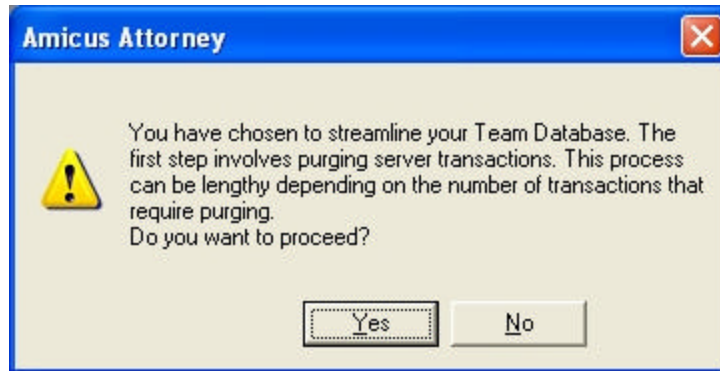 Amicus Attorney
You have chosen to streamline your Team Database. The
first step involves purging server transactions. This process
can be lengthy depending on the number of transactions that
require purging.
Do you want to proceed?
Yes
No